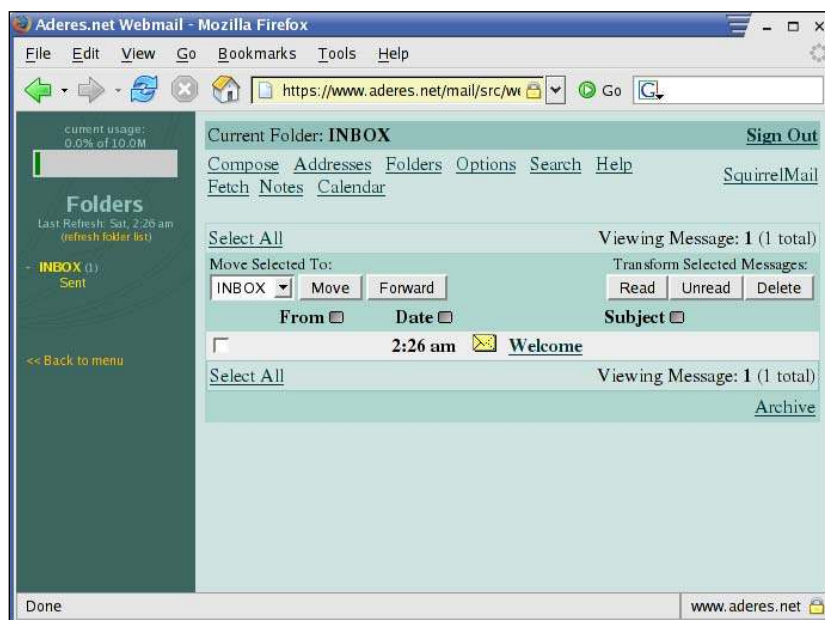 Aderes.net Webmail - Mozilla Firefox
File Edit View Go Bookmarks Tools Help
https://www.aderes.net/mail/src/we Go G
current usage:
0.0% of 10.0M
Folders
Last Refresh: Sat, 2:26 am
(refresh folder list)
- INBOX (1)
Sent
<< Back to menu
Current Folder: INBOX Sign Out
Compose Addresses Folders Options Search Help
Fetch Notes Calendar
SquirrelMail
Select All Viewing Message: 1 (1 total)
Move Selected To: Transform Selected Messages:
INBOX Move Forward Read Unread Delete
From Date Subject
2:26 am Welcome
Select All Viewing Message: 1 (1 total)
Archive
Done www.aderes.net